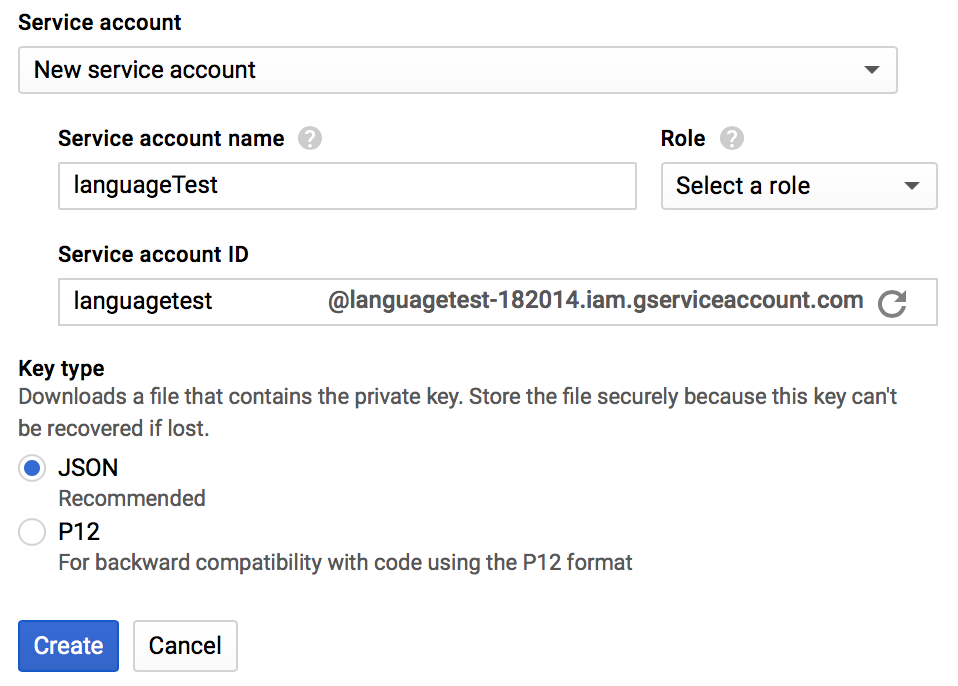 Service account
New service account
Service account name ? Role ?
languageTest Select a role
Service account ID
languagetest @languagetest-182014.iam.gserviceaccount.com
Key type
Downloads a file that contains the private key. Store the file securely because this key can't
be recovered if lost.
JSON
Recommended
P12
For backward compatibility with code using the P12 format
Create Cancel